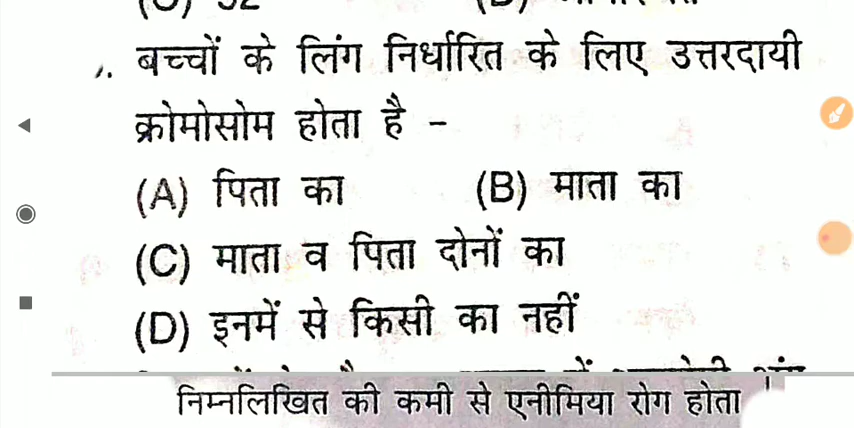 बच्चों के लिंग निर्धारित के लिए उत्तरदायी
क्रोमोसोम होता है –
(A) पिता का (B) माता का
(C) माता व पिता दोनों का
(D) इनमें से किसी का नहीं
निम्नलिखित की कमी से एनीमिया रोग होता